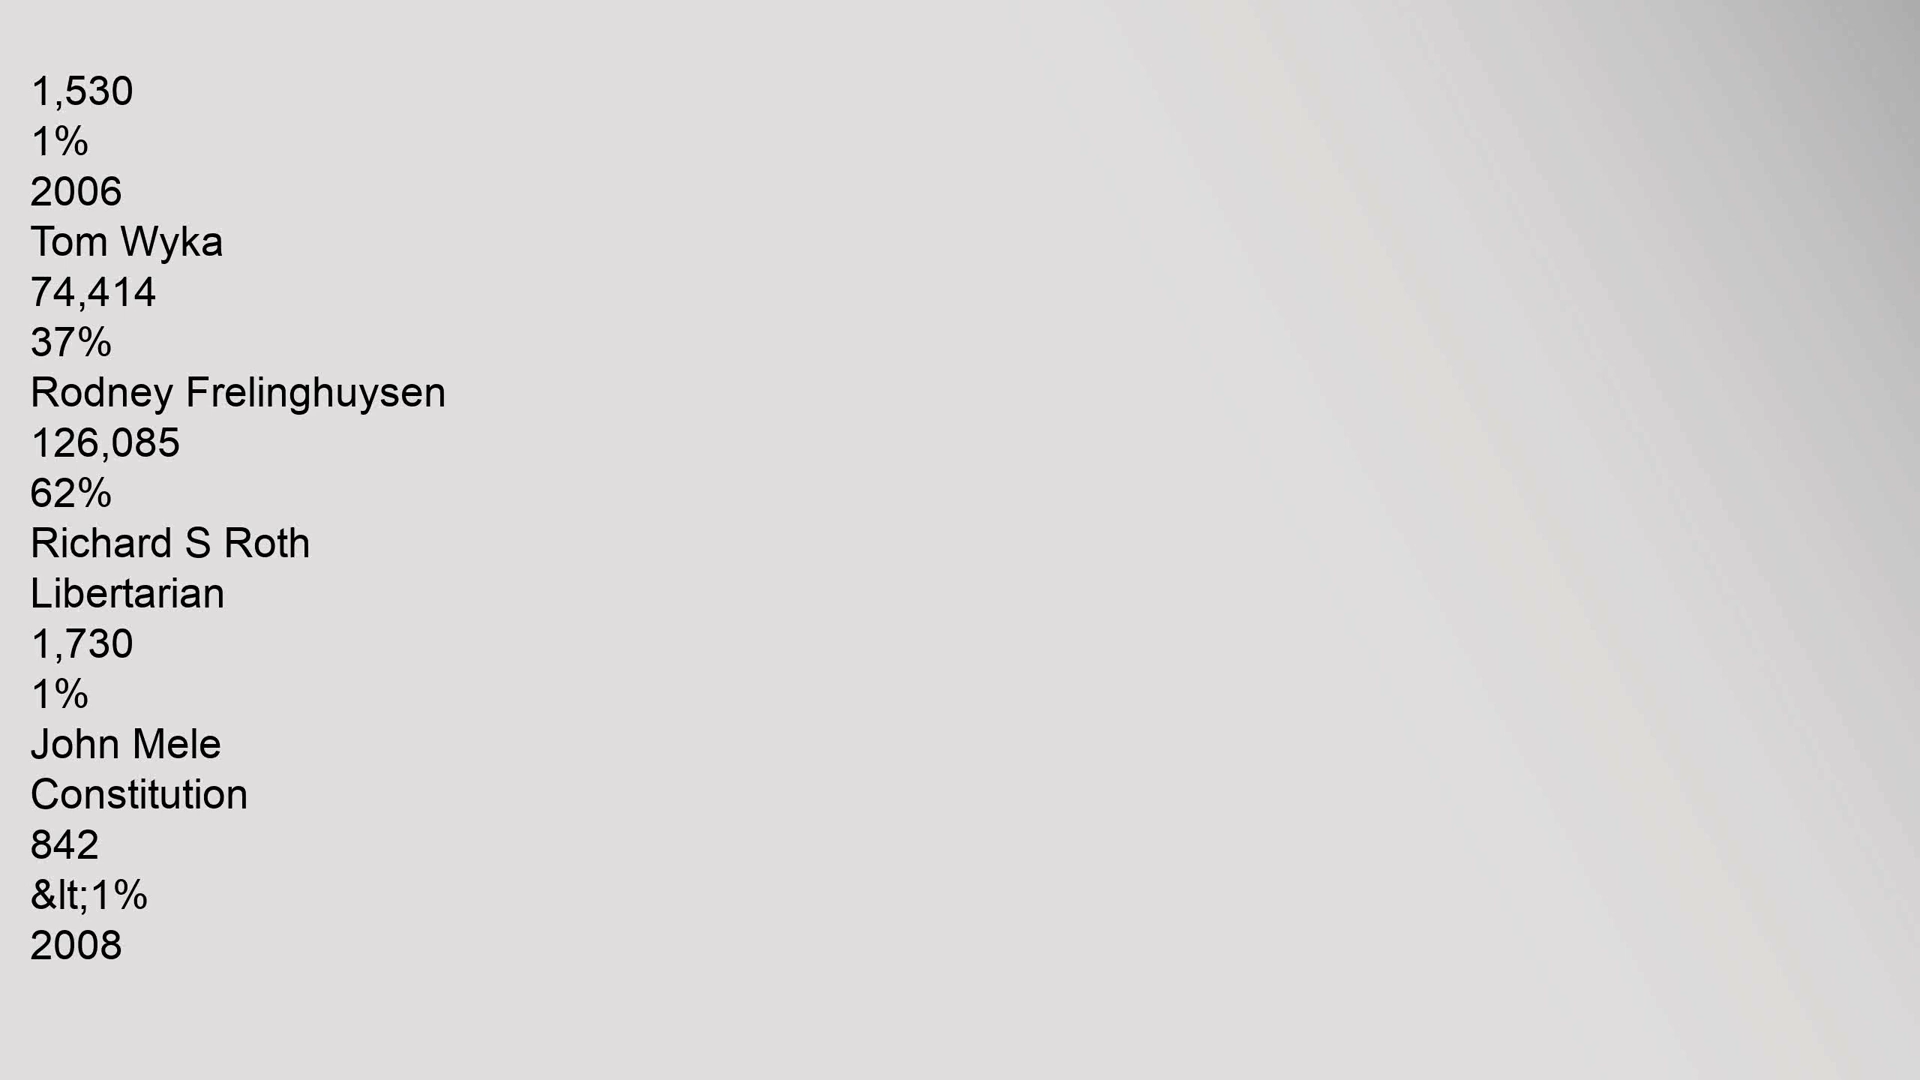 1,530
1%
2006
Tom Wyka
74,414
37%
Rodney Frelinghuysen
126,085
62%
Richard S Roth
Libertarian
1,730
1%
John Mele
Constitution
842
&lt;1%
2008